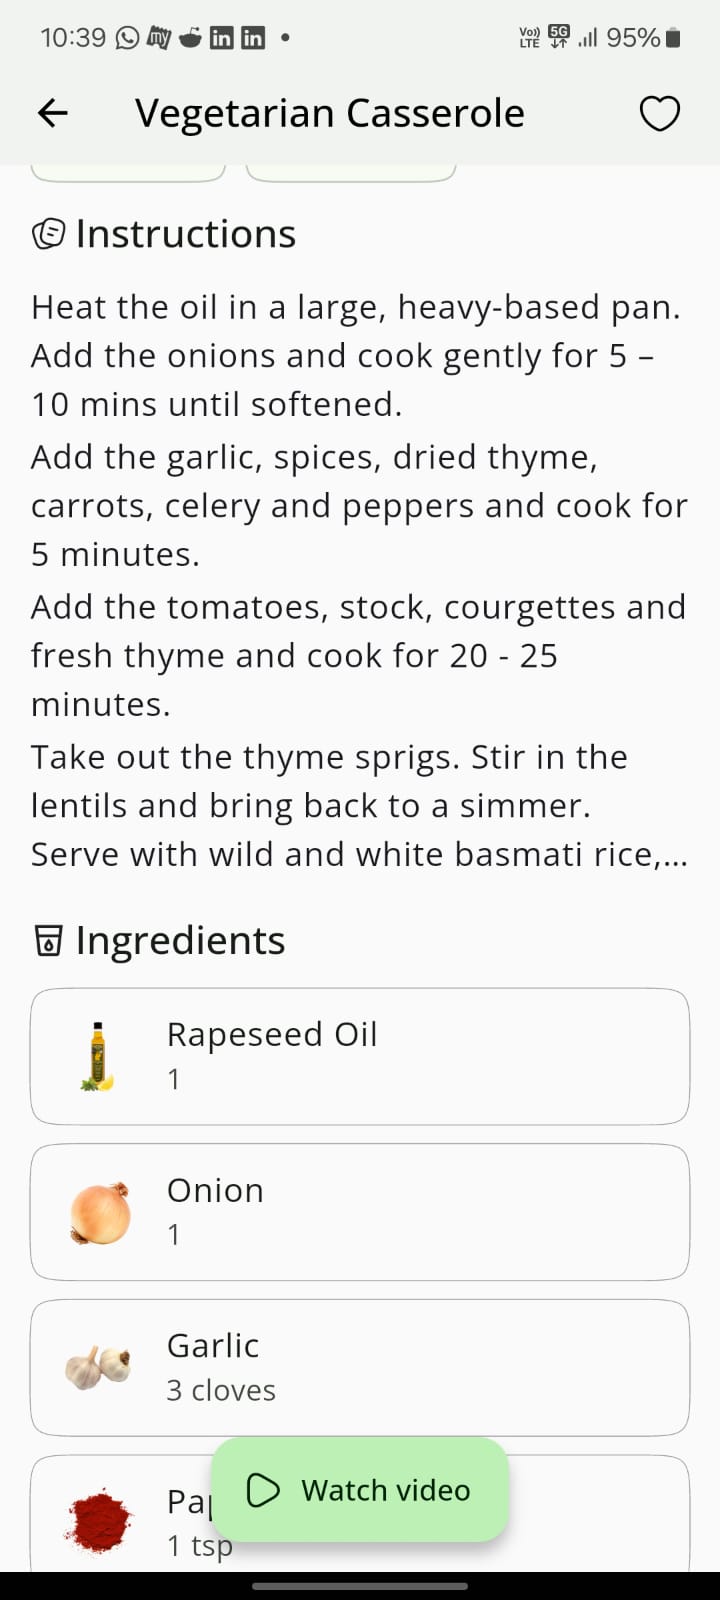 10:39
my
in
in
Vo))
LTE
5G
95%
Vegetarian Casserole
Instructions
Heat the oil in a large, heavy-based pan.
Add the onions and cook gently for 5 –
10 mins until softened.
Add the garlic, spices, dried thyme,
carrots, celery and peppers and cook for
5 minutes.
Add the tomatoes, stock, courgettes and
fresh thyme and cook for 20 - 25
minutes.
Take out the thyme sprigs. Stir in the
lentils and bring back to a simmer.
Serve with wild and white basmati rice,...
Ingredients
Rapeseed Oil
1
Onion
1
Garlic
3 cloves
1 tsp
Watch video